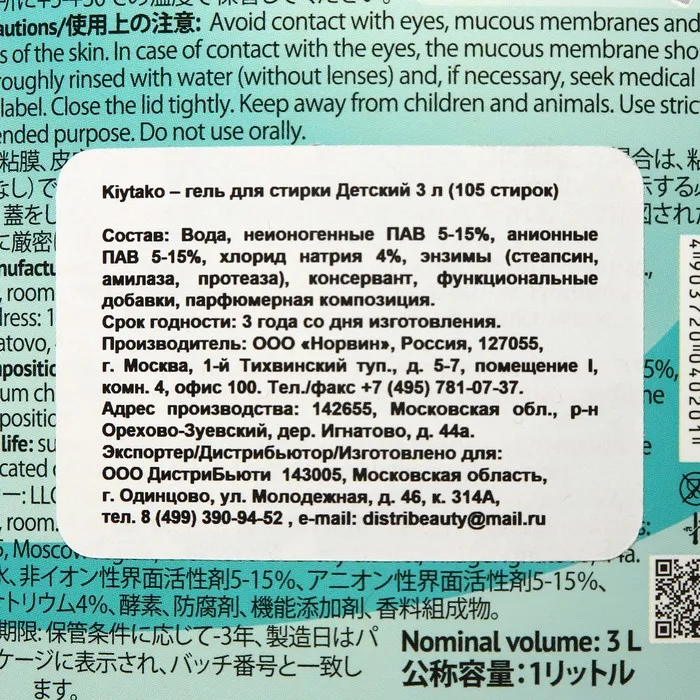 autions/使用上の注意: Avoid contact with eyes, mucous membranes and
s of the skin. In case of contact with the eyes, the mucous membrane sho
roughly rinsed with water (without lenses) and, if necessary, seek medical
label. Close the lid tightly. Keep away from children and animals. Use stric
ended purpose. Do not use orally.
Kiytako – гель для стирки Детский 3 л (105 стирок)
Состав: Вода, неионогенные ПАВ 5-15%, анионные
ПАВ 5-15%, хлорид натрия 4%, энзимы (стеапсин,
амилаза, протеаза), консервант, функциональные
добавки, парфюмерная композиция.
Срок годности: 3 года со дня изготовления.
Производитель: ООО «Норвин», Россия, 127055,
г. Москва, 1-й Тихвинский туп., д. 5-7, помещение I,
комн. 4, офис 100. Тел./факс +7 (495) 781-07-37.
Адрес производства: 142655, Московская обл., р-н
Орехово-Зуевский, дер. Игнатово, д. 44а.
Экспортер/Дистрибьютор/Изготовлено для:
ООО ДистриБьюти 143005, Московская область,
г. Одинцово, ул. Молодежная, д. 46, к. 314А,
тел. 8 (499) 390-94-52 , e-mail: distribeauty@mail.ru
水、非イオン性界面活性剤5-15%、アニオン性界面活性剤5-15%、
ナトリウム4%、酵素、防腐剤、機能添加剤、香料組成物。
期限: 保管条件に応じて-3年、製造日はパ
ケージに表示され、バッチ番号と一致し
ます。
Nominal volume: 3 L
公称容量：1リットル
4903720040201